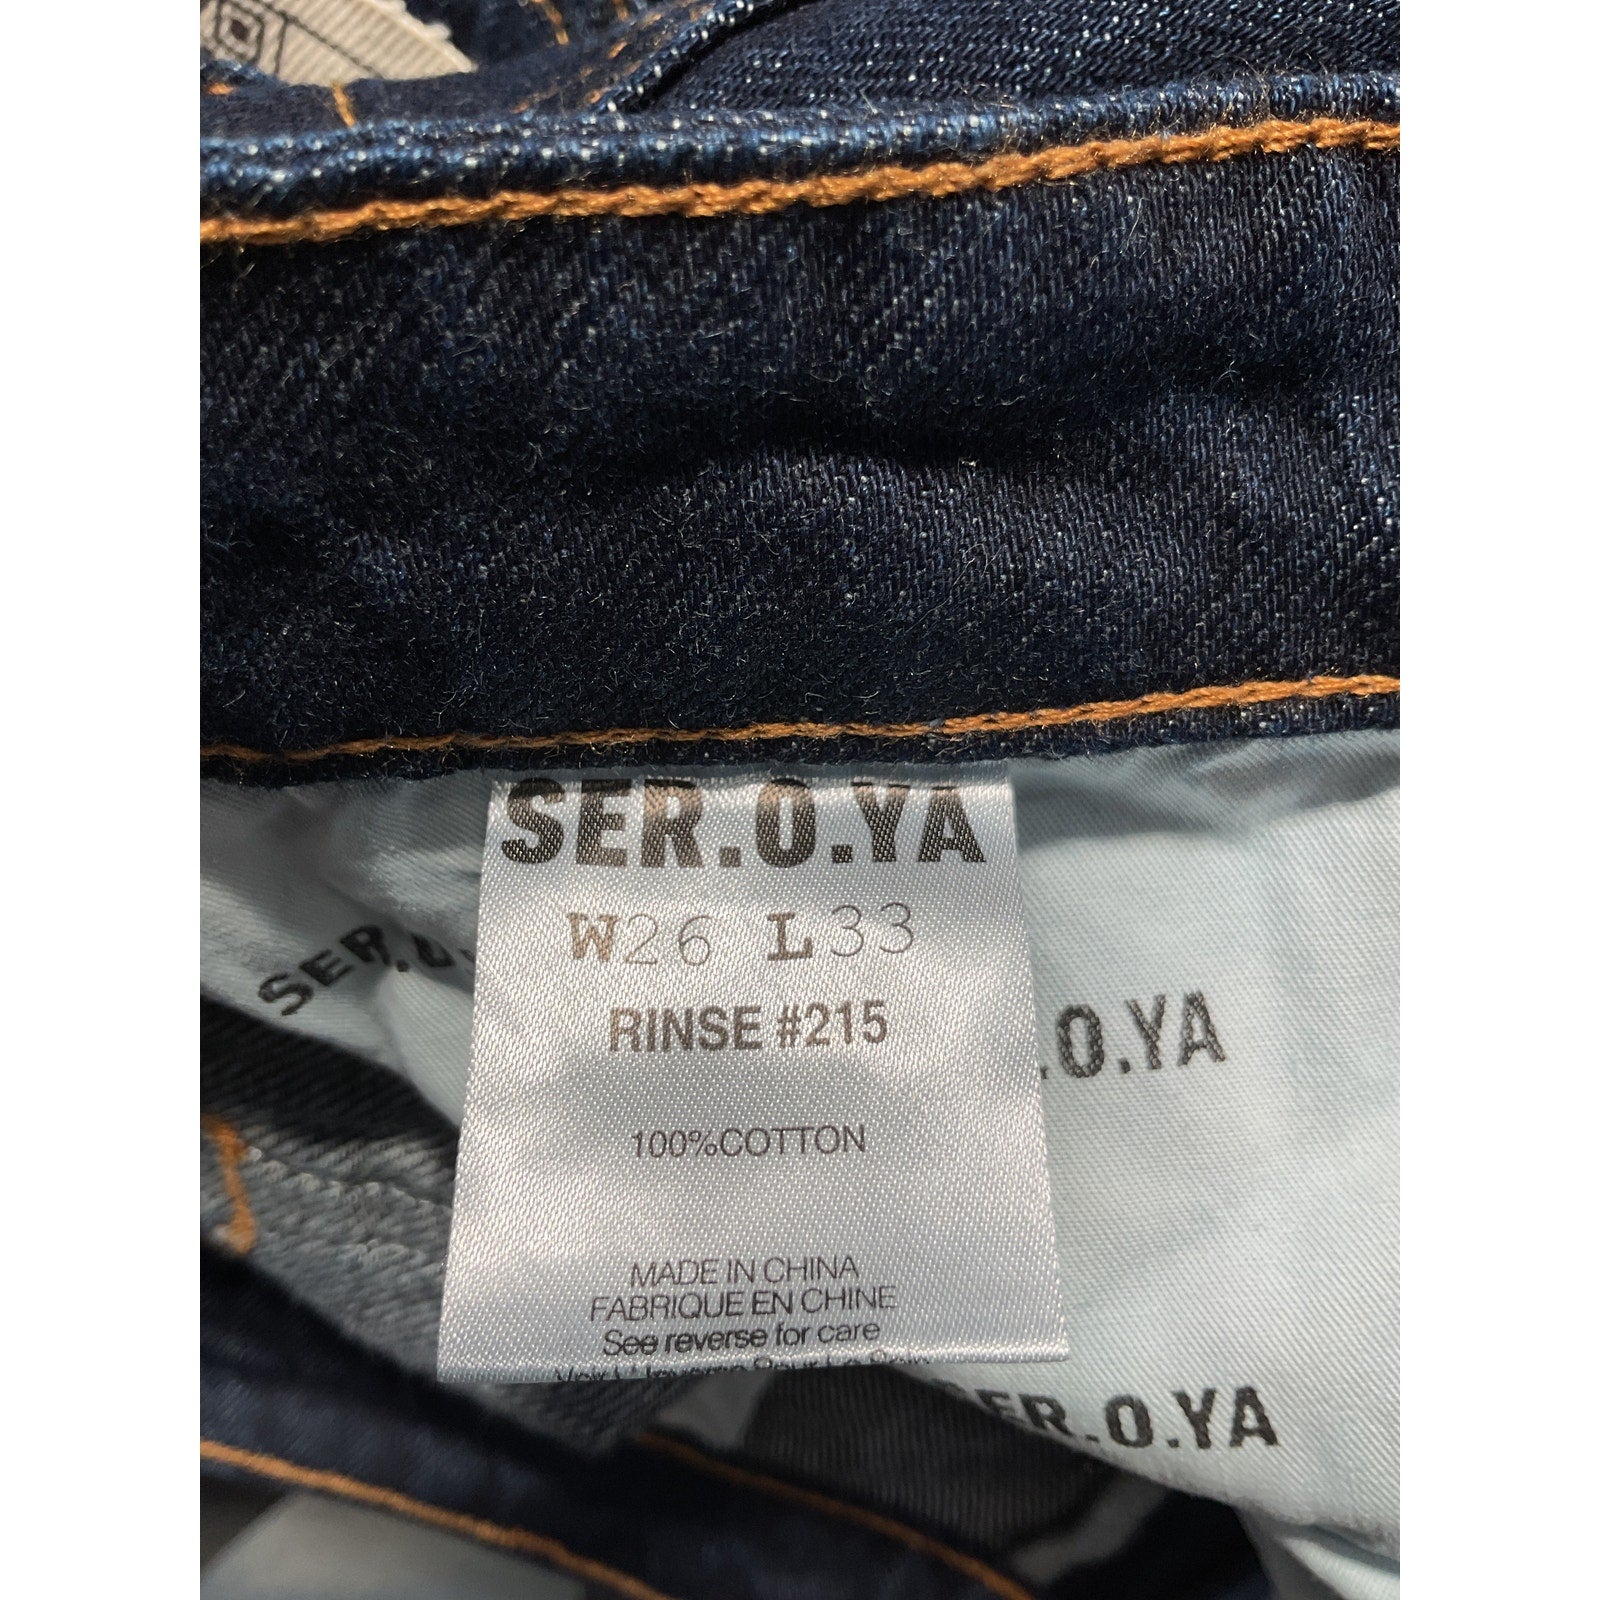 SER.O.YA
W26 L33
SER.O.
RINSE #215
.O.YA
100%COTTON
MADE IN CHINA
FABRIQUE EN CHINE
See reverse for care
ER.O.YA